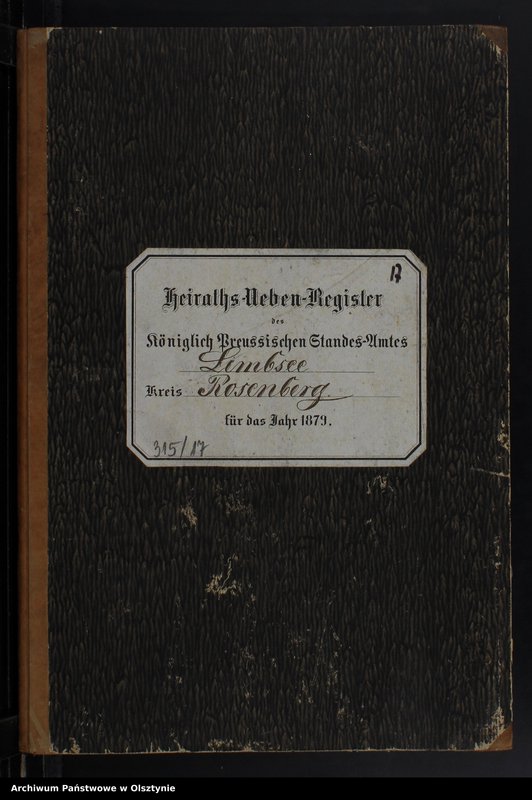 17
Heiraths-Neben-Register
des
Königlich Preussischen Standes-Amtes
Limbsee
Kreis Rosenberg
für das Jahr 1879.
315/17
Archiwum Państwowe w Olsztynie